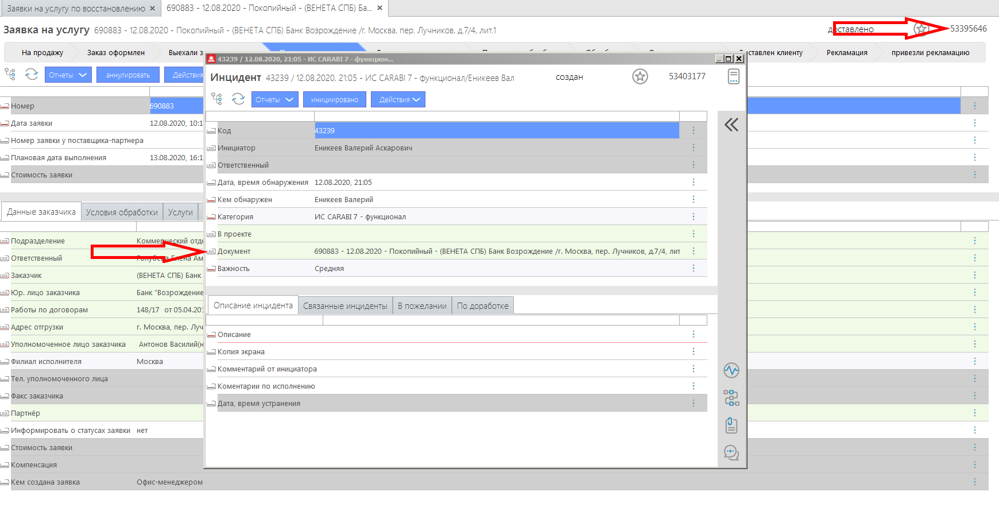 Заявки на услугу по восстановлению
690883 - 12.08.2020 - Покопийный - (ВЕНЕТА СПБ) Ба...
Заявка на услугу 690883 - 12.08.2020 - Покопийный - (ВЕНЕТА СПБ) Банк Возрождение /г. Москва, пер. Лучников, д.7/4, лит.1
доставлено
53395646
На продажу
Заказ оформлен
Выехали
клиенту
Рекламация
привезли рекламацию
Отчеты
аннулировать
Действия
Номер 690883
Дата заявки 12.08.2020, 10:1
Номер заявки у поставщика-партнера
Плановая дата выполнения 13.08.2020, 16:1
Стоимость заявки
Данные заказчика
Условия обработки
Услуги
Подразделение Коммерческий отде
Ответственный Голубева Елена Ам
Заказчик (ВЕНЕТА СПБ) Банк
Юр. лицо заказчика Банк "Возрождение
Работы по договорам 148/17 от 05.04.201
Адрес отгрузки г. Москва, пер. Луч
Уполномоченное лицо заказчика Антонов Василий(н
Филиал исполнителя Москва
Тел. уполномоченного лица
Факс заказчика
Партнёр
Информировать о статусах заявки нет
Стоимость заявки
Компенсация
Кем создана заявка Офис-менеджером
43239 / 12.08.2020, 21:05 - ИС CARABI 7 - функцион...
Инцидент 43239 / 12.08.2020, 21:05 - ИС CARABI 7 - функционал/Еникеев Вал
создан
53403177
Отчеты
инициировано
Действия
Код 43239
Инициатор Еникеев Валерий Аскарович
Ответственный
Дата, время обнаружения 12.08.2020, 21:05
Кем обнаружен Еникеев Валерий
Категория ИС CARABI 7 - функционал
В проекте
Документ 690883 - 12.08.2020 - Покопийный - (ВЕНЕТА СПБ) Банк Возрождение /г. Москва, пер. Лучников, д.7/4, лит
Важность Средняя
Описание инцидента
Связанные инциденты
В пожелании
По доработке
Описание
Копия экрана
Комментарий от инициатора
Коментарии по исполнению
Дата, время устранения